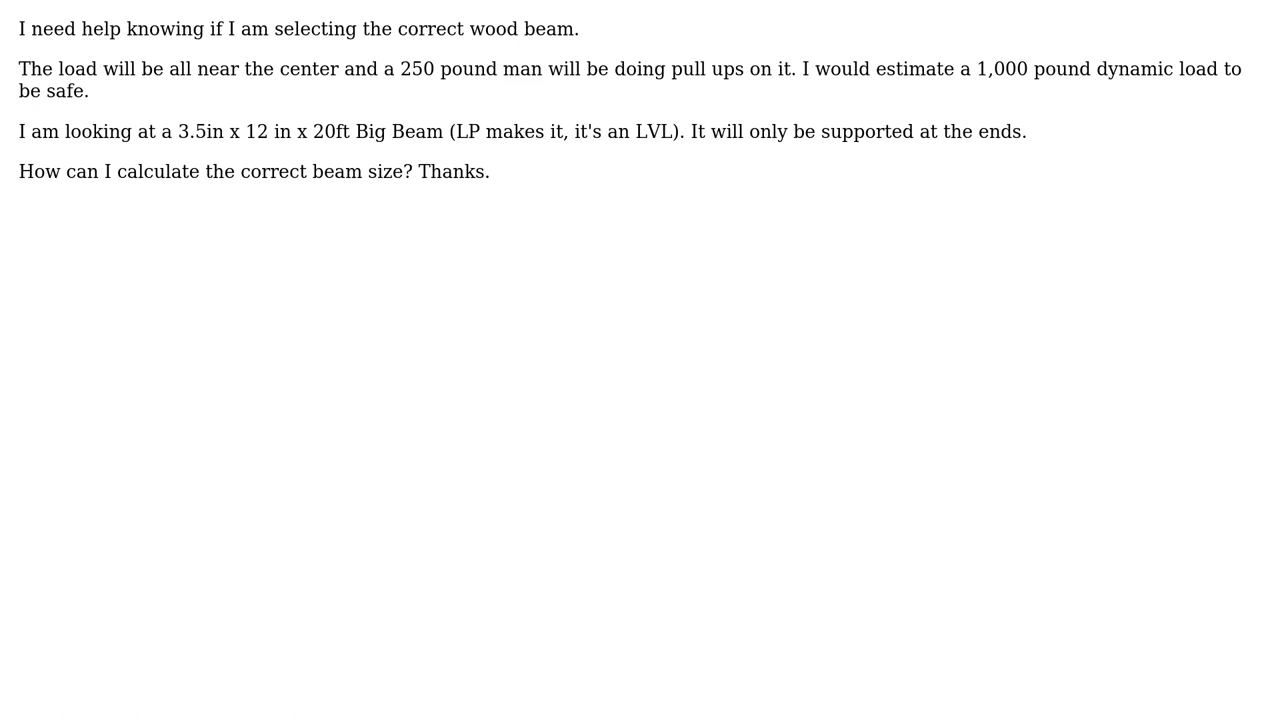 I need help knowing if I am selecting the correct wood beam.
The load will be all near the center and a 250 pound man will be doing pull ups on it. I would estimate a 1,000 pound dynamic load to
be safe.
I am looking at a 3.5in x 12 in x 20ft Big Beam (LP makes it, it's an LVL). It will only be supported at the ends.
How can I calculate the correct beam size? Thanks.